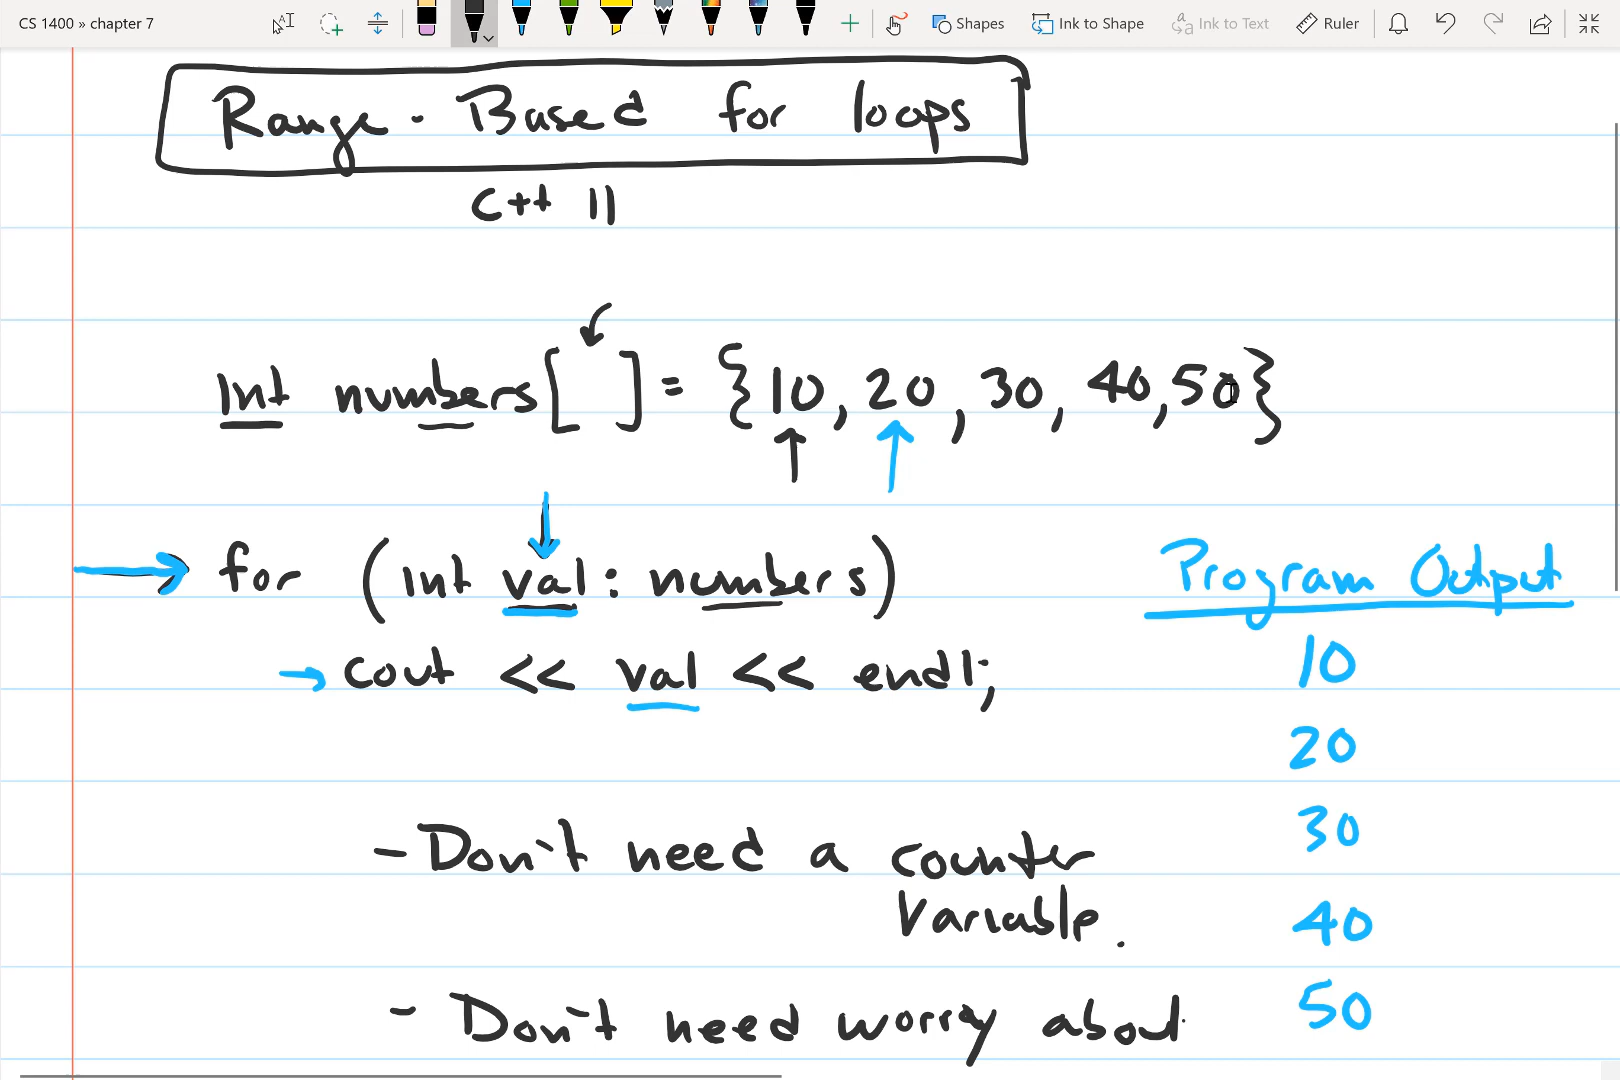 CS 1400 » chapter 7
Shapes
Ink to Shape
Ink to Text
Ruler
Range-Based for loops
C++ 11
Int numbers[ ] = {10, 20, 30, 40, 50}
for (Int val: numbers)
cout << val << endl;
Program Output
10
20
30
40
50
- Don't need a counter
Variable.
- Don't need worry about